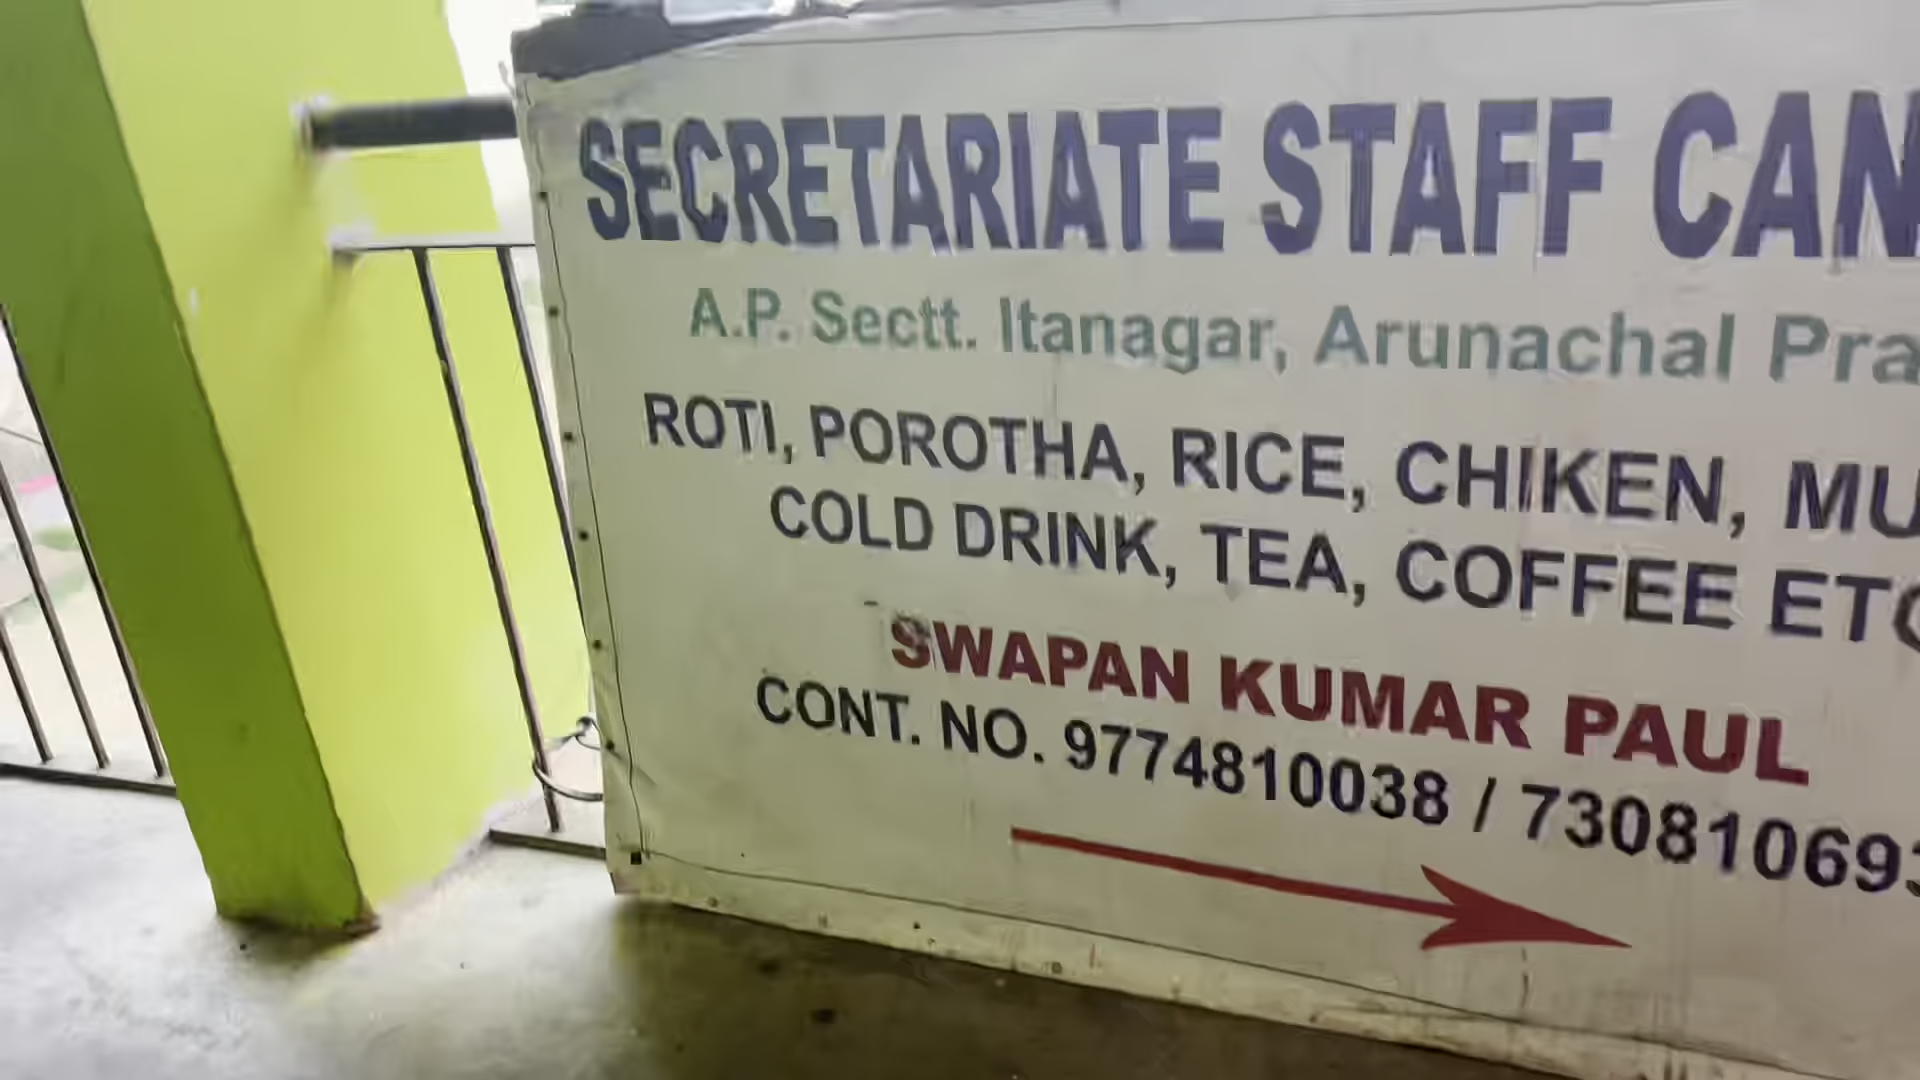 SECRETARIATE STAFF CAN
A.P. Sectt. Itanagar, Arunachal Pra
ROTI, POROTHA, RICE, CHIKEN, MU
COLD DRINK, TEA, COFFEE ETC
SWAPAN KUMAR PAUL
CONT. NO. 9774810038 / 730810693